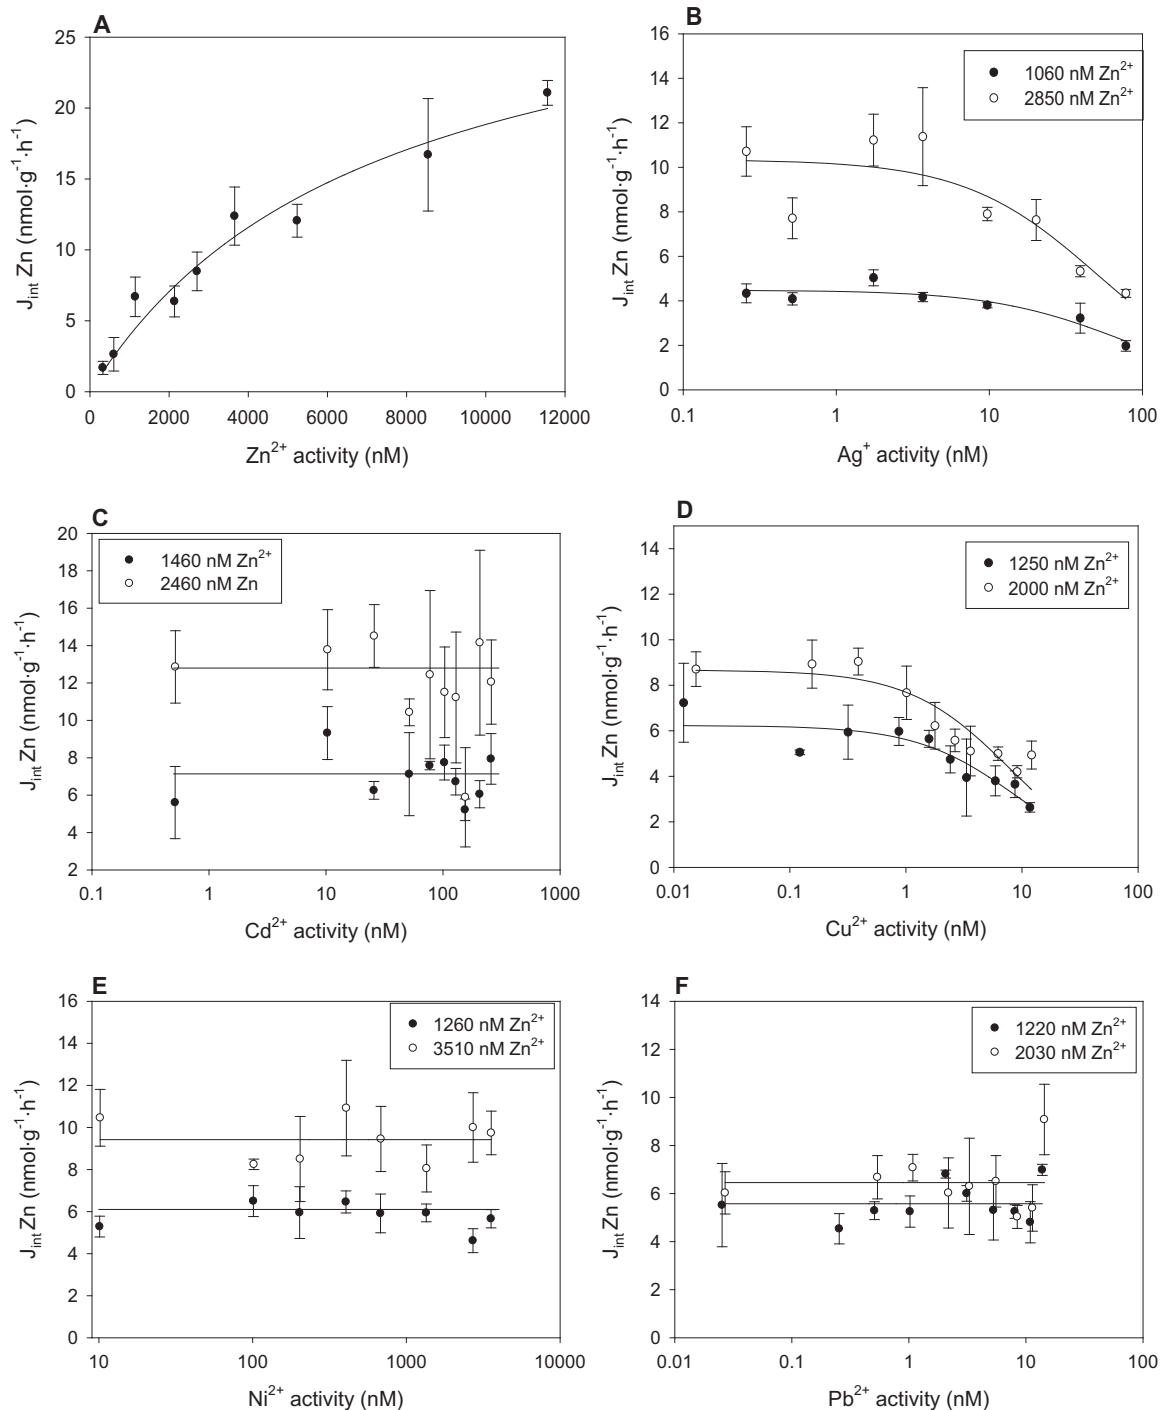 A
25
20
15
10
5
0
J_int Zn (nmol·g⁻¹·h⁻¹)
0 2000 4000 6000 8000 10000 12000
Zn²⁺ activity (nM)
B
16
14
12
10
8
6
4
2
0
J_int Zn (nmol·g⁻¹·h⁻¹)
1060 nM Zn²⁺
2850 nM Zn²⁺
0.1 1 10 100
Ag⁺ activity (nM)
C
20
18
16
14
12
10
8
6
4
2
J_int Zn (nmol·g⁻¹·h⁻¹)
1460 nM Zn²⁺
2460 nM Zn
0.1 1 10 100 1000
Cd²⁺ activity (nM)
D
14
12
10
8
6
4
2
0
J_int Zn (nmol·g⁻¹·h⁻¹)
1250 nM Zn²⁺
2000 nM Zn²⁺
0.01 0.1 1 10 100
Cu²⁺ activity (nM)
E
16
14
12
10
8
6
4
2
0
J_int Zn (nmol·g⁻¹·h⁻¹)
1260 nM Zn²⁺
3510 nM Zn²⁺
10 100 1000 10000
Ni²⁺ activity (nM)
F
14
12
10
8
6
4
2
0
J_int Zn (nmol·g⁻¹·h⁻¹)
1220 nM Zn²⁺
2030 nM Zn²⁺
0.01 0.1 1 10 100
Pb²⁺ activity (nM)